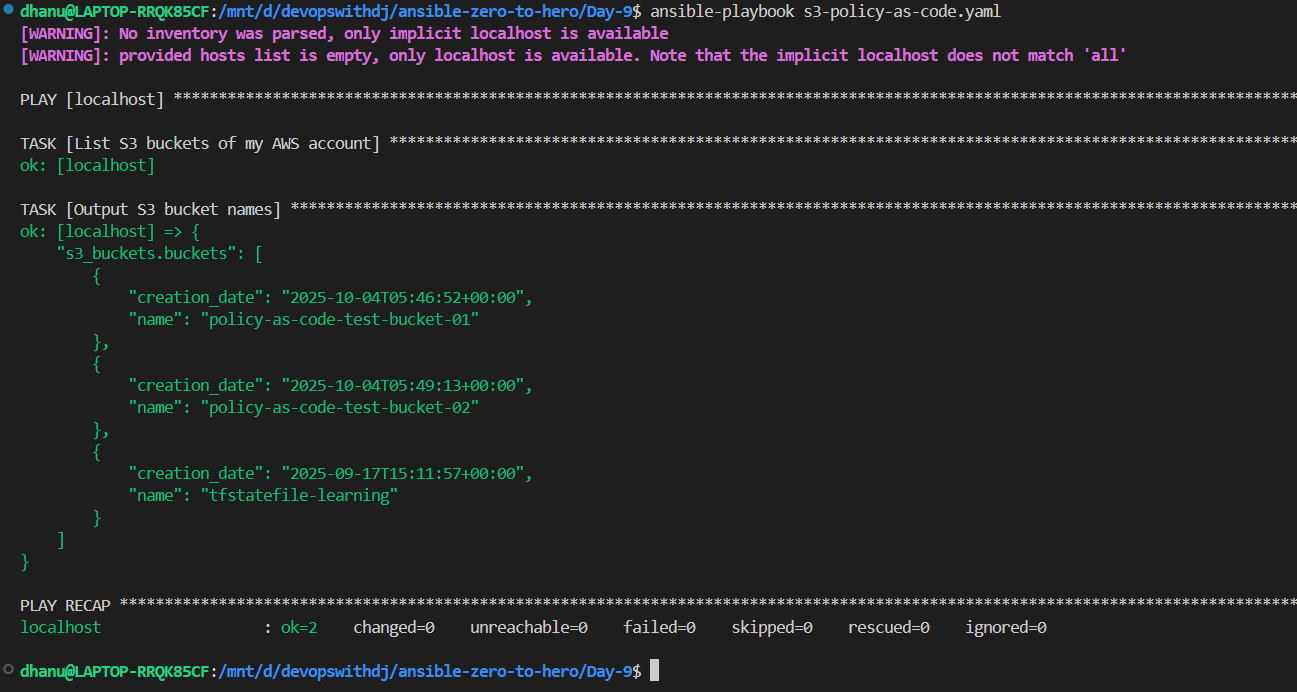 dhanu@LAPTOP-RRQK85CF:/mnt/d/devopswithdj/ansible-zero-to-hero/Day-9$ ansible-playbook s3-policy-as-code.yaml
[WARNING]: No inventory was parsed, only implicit localhost is available
[WARNING]: provided hosts list is empty, only localhost is available. Note that the implicit localhost does not match 'all'
PLAY [localhost] ****************************************************************************************************************************
TASK [List S3 buckets of my AWS account] ****************************************************************************************************
ok: [localhost]
TASK [Output S3 bucket names] ***************************************************************************************************************
ok: [localhost] => {
    "s3_buckets.buckets": [
        {
            "creation_date": "2025-10-04T05:46:52+00:00",
            "name": "policy-as-code-test-bucket-01"
        },
        {
            "creation_date": "2025-10-04T05:49:13+00:00",
            "name": "policy-as-code-test-bucket-02"
        },
        {
            "creation_date": "2025-09-17T15:11:57+00:00",
            "name": "tfstatefile-learning"
        }
    ]
}
PLAY RECAP **********************************************************************************************************************************
localhost                  : ok=2    changed=0    unreachable=0    failed=0    skipped=0    rescued=0    ignored=0
dhanu@LAPTOP-RRQK85CF:/mnt/d/devopswithdj/ansible-zero-to-hero/Day-9$